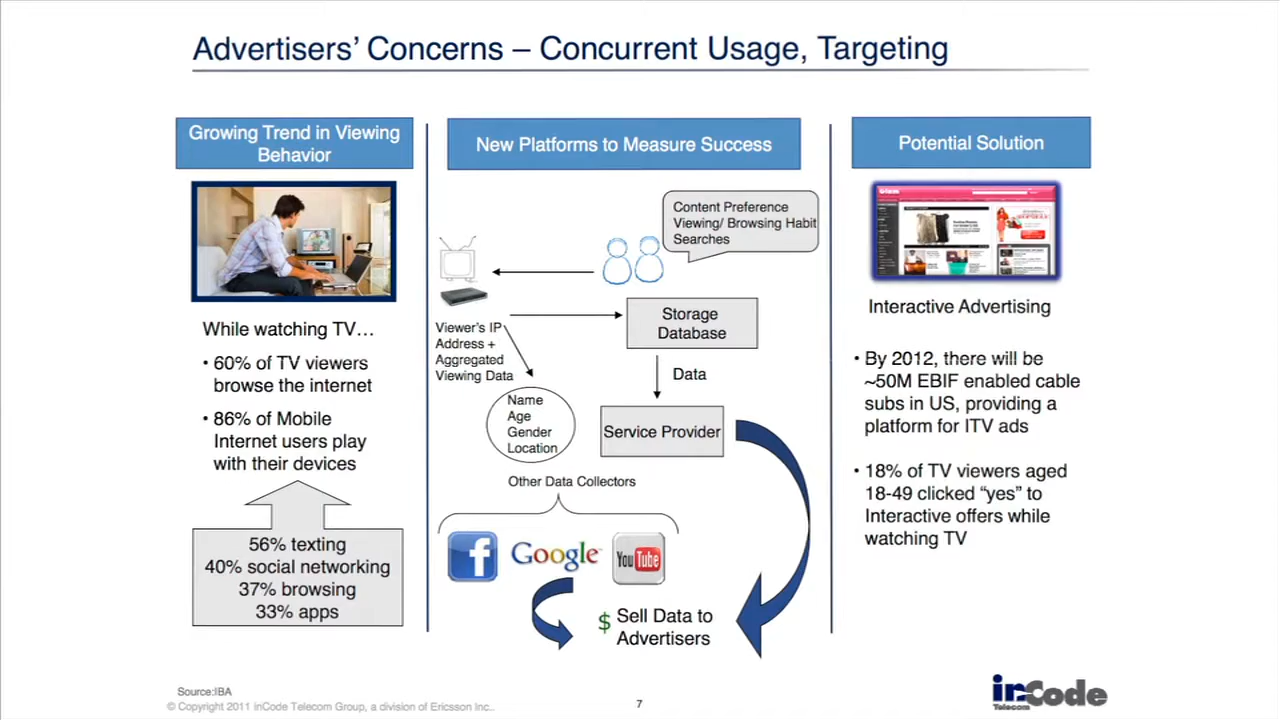 Advertisers' Concerns – Concurrent Usage, Targeting
Growing Trend in Viewing
Behavior
While watching TV…
• 60% of TV viewers
browse the internet
• 86% of Mobile
Internet users play
with their devices
56% texting
40% social networking
37% browsing
33% apps
New Platforms to Measure Success
Content Preference
Viewing/ Browsing Habit
Searches
Storage
Database
Viewer's IP
Address +
Aggregated
Viewing Data
Data
Name
Age
Gender
Location
Service Provider
Other Data Collectors
f
Google
You Tube
$ Sell Data to
Advertisers
Potential Solution
Interactive Advertising
• By 2012, there will be
~50M EBIF enabled cable
subs in US, providing a
platform for ITV ads
• 18% of TV viewers aged
18-49 clicked “yes” to
Interactive offers while
watching TV
Source:IBA
© Copyright 2011 inCode Telecom Group, a division of Ericsson Inc..
7
inCode
Telecom